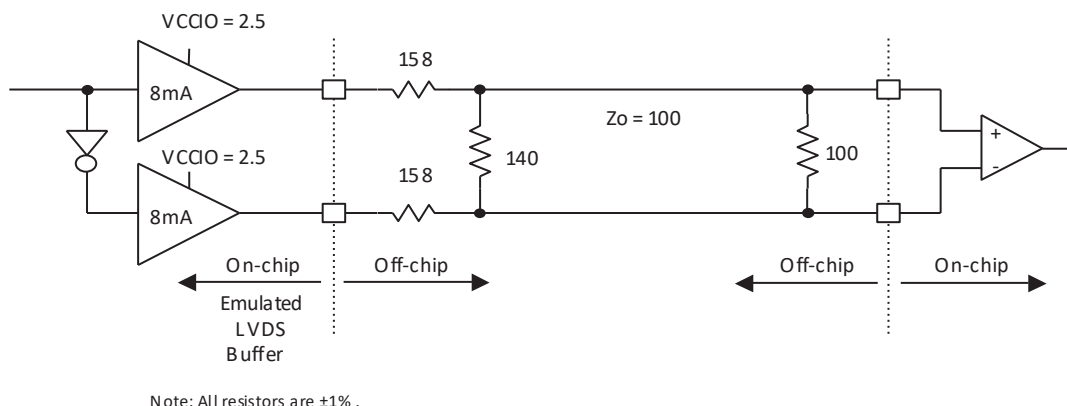 VCCIO = 2.5
158
8mA
Zo = 100
VCCIO = 2.5
140
100
+
-
158
8mA
On-chip
Off-chip
Off-chip
On-chip
Emulated
LVDS
Buffer
Note: All resistors are ±1% .